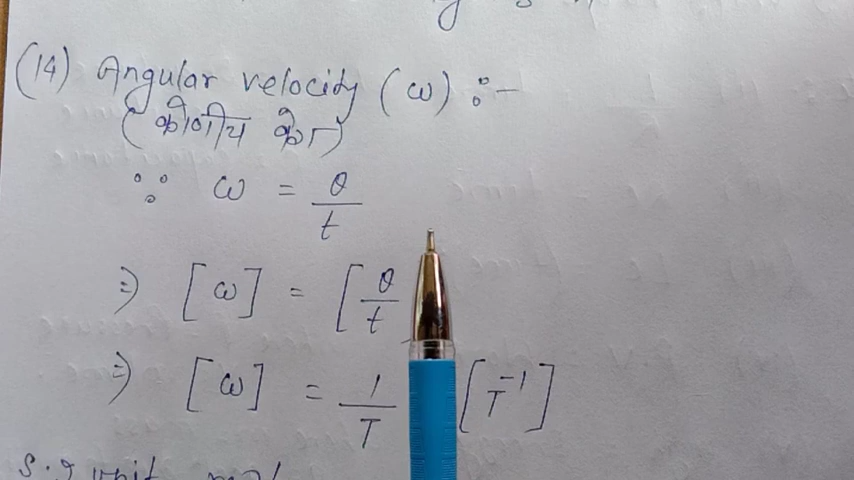 (14) Angular velocity (ω) :-
(कोणीय वेग)
∵ ω = θ/t
⇒ [ω] = [θ/t
⇒ [ω] = 1/T [T⁻¹]
S.I unit